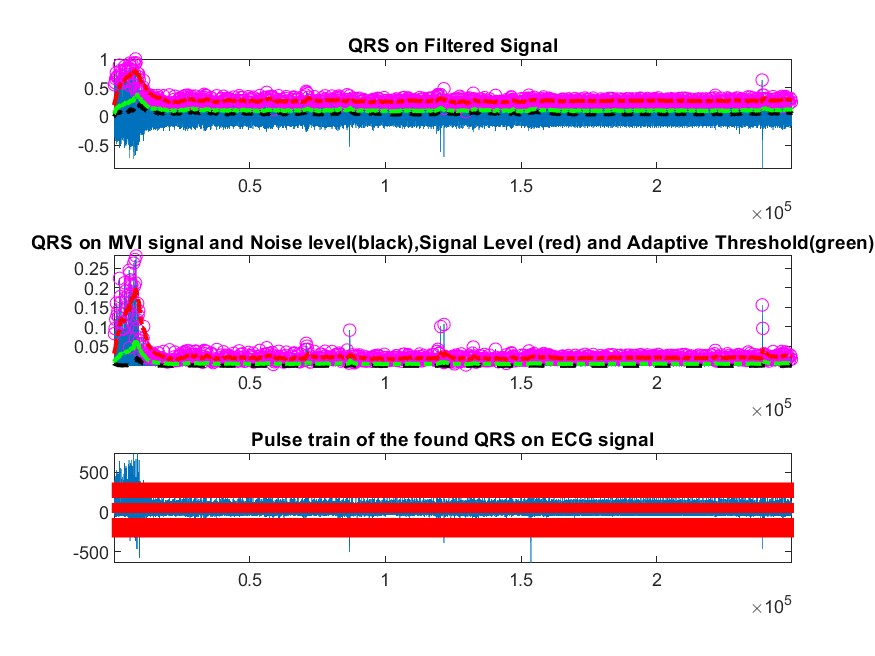 QRS on Filtered Signal
1
0.5
0
-0.5
0.5 1 1.5 2
×10^5
QRS on MVI signal and Noise level(black),Signal Level (red) and Adaptive Threshold(green)
0.25
0.2
0.15
0.1
0.05
0.5 1 1.5 2
×10^5
Pulse train of the found QRS on ECG signal
500
0
-500
0.5 1 1.5 2
×10^5